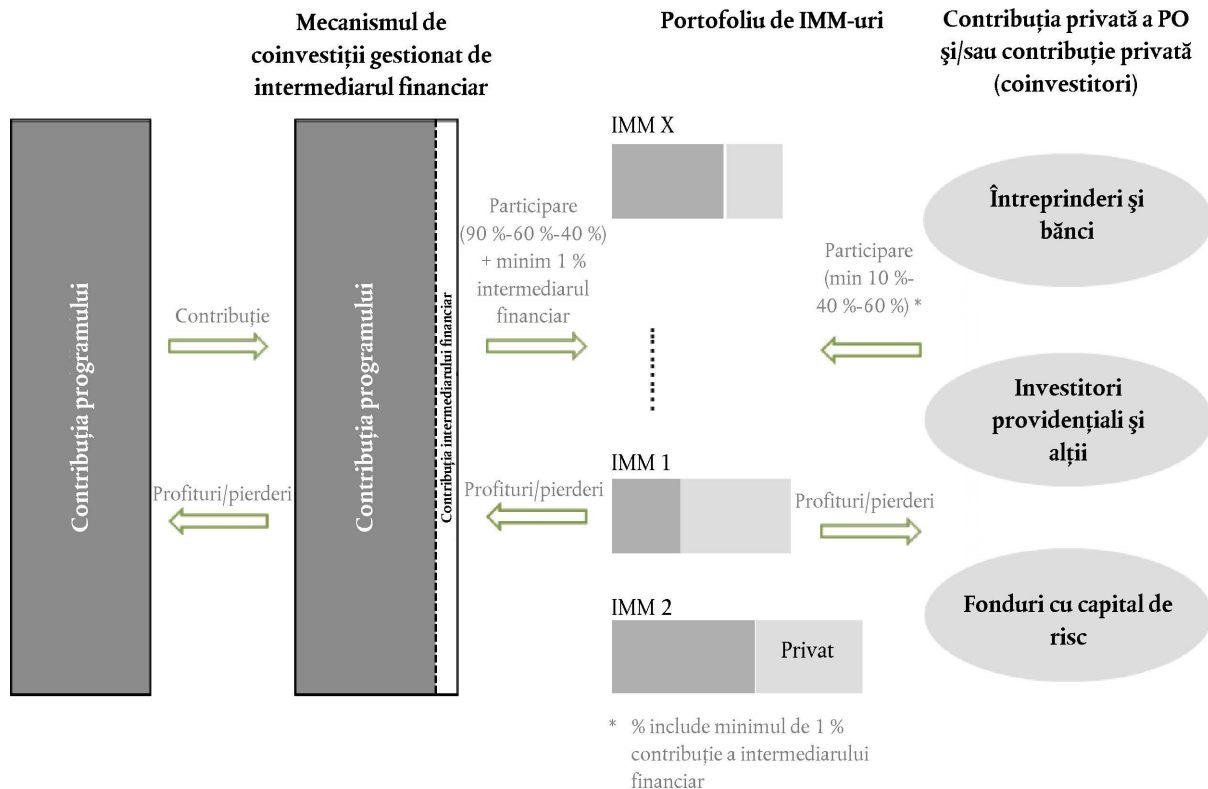 Mecanismul de
coinvestiții gestionat de
intermediarul financiar
Portofoliu de IMM-uri
Contribuția privată a PO
şi/sau contribuție privată
(coinvestitori)
Contribuția programului
Contribuție
Profituri/pierderi
Contribuția programului
Contribuția intermediarului financiar
Participare
(90 %-60 %-40 %)
+ minim 1 %
intermediarul
financiar
Profituri/pierderi
IMM X
IMM 1
IMM 2
Privat
* % include minimul de 1 %
contribuție a intermediarului
financiar
Participare
(min 10 %-
40 %-60 %) *
Profituri/pierderi
Întreprinderi şi
bănci
Investitori
providențiali şi
alții
Fonduri cu capital de
risc